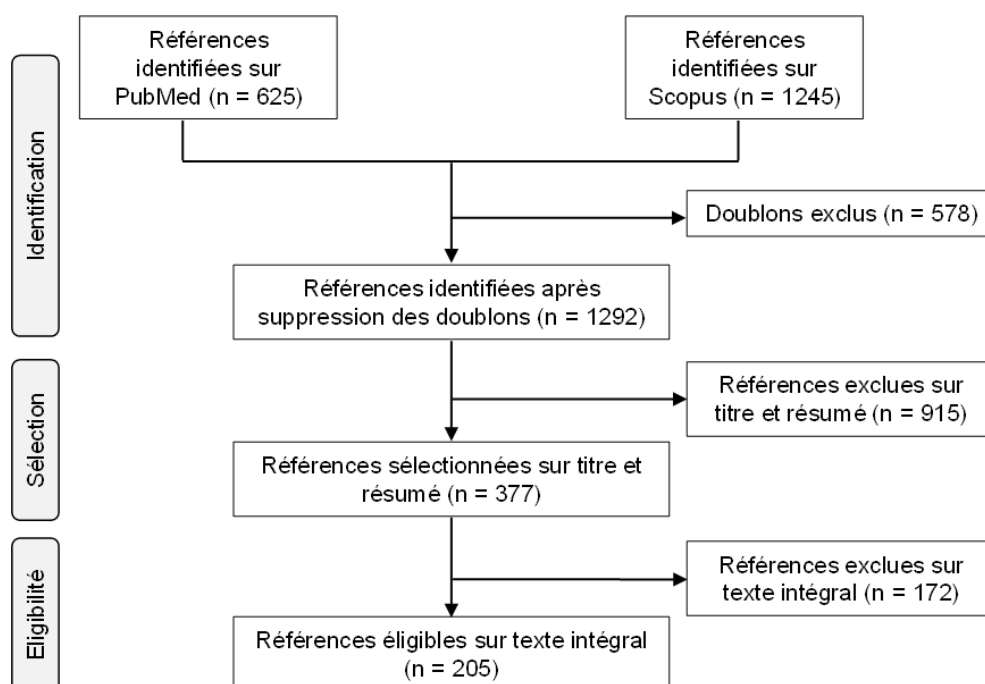 Références
identifiées sur
PubMed (n = 625)
Références
identifiées sur
Scopus (n = 1245)
Identification
Doublons exclus (n = 578)
Références identifiées après
suppression des doublons (n = 1292)
Sélection
Références exclues sur
titre et résumé (n = 915)
Références sélectionnées sur titre et
résumé (n = 377)
Eligibilité
Références exclues sur
texte intégral (n = 172)
Références éligibles sur texte intégral
(n = 205)